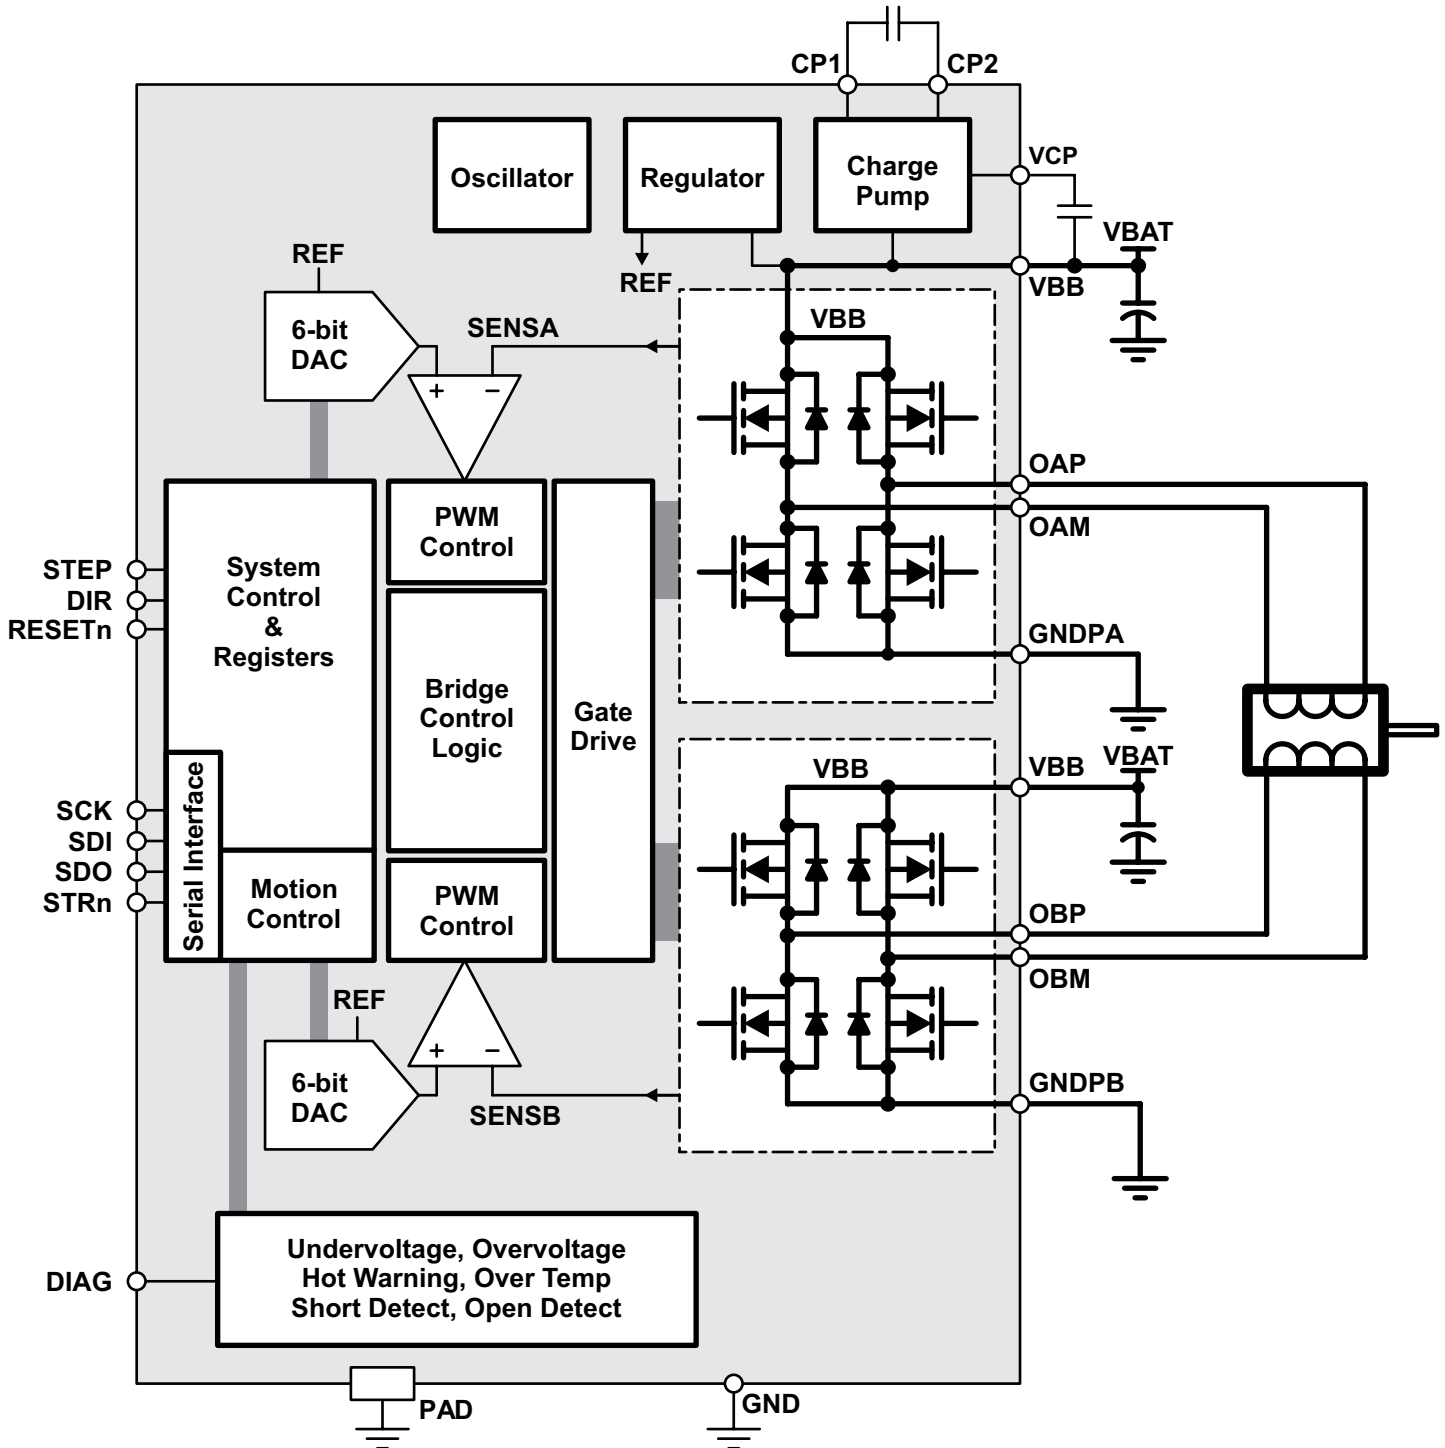 CP1
CP2
Oscillator
Regulator
Charge
Pump
VCP
VBAT
REF
REF
VBB
6-bit
DAC
SENSA
VBB
+
−
OAP
OAM
PWM
Control
STEP
DIR
RESETn
System
Control
&
Registers
GNDPA
Bridge
Control
Logic
Gate
Drive
VBB
VBB
VBAT
SCK
SDI
SDO
STRn
Serial Interface
Motion
Control
PWM
Control
OBP
OBM
REF
6-bit
DAC
+
−
SENSB
GNDPB
Undervoltage, Overvoltage
Hot Warning, Over Temp
Short Detect, Open Detect
DIAG
PAD
GND